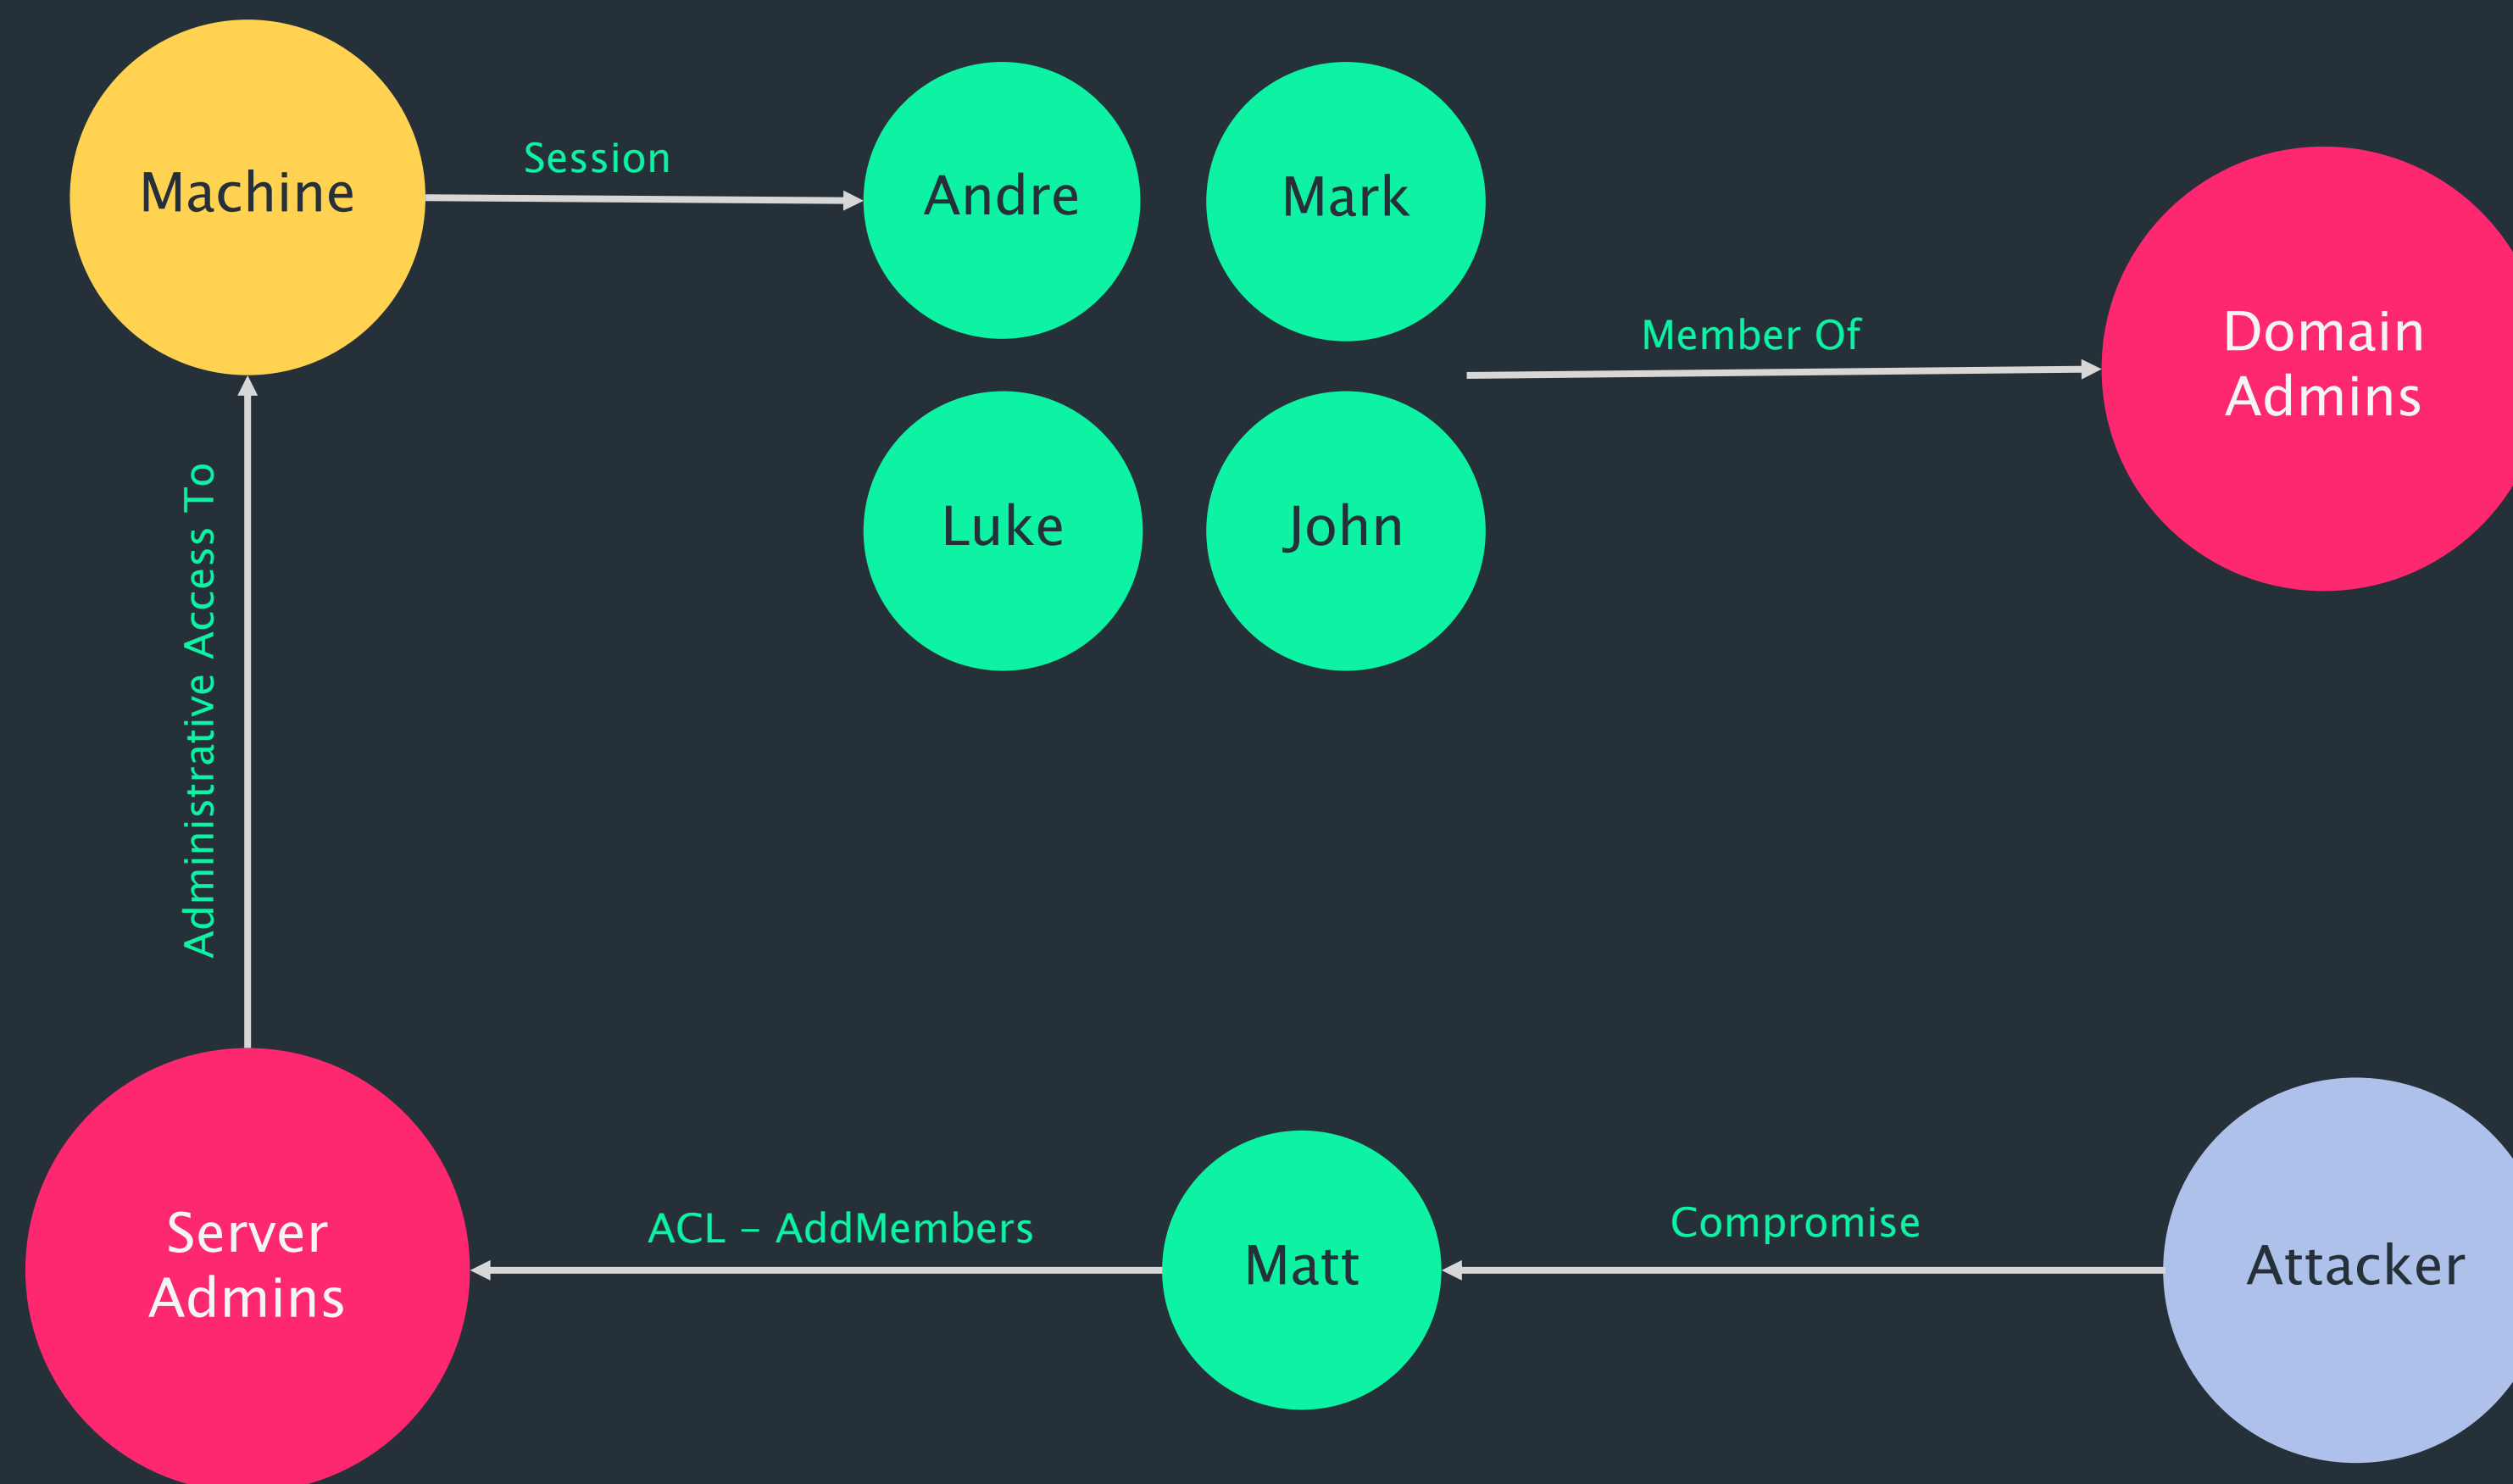 Machine
Session
Andre
Mark
Member Of
Domain
Admins
Luke
John
Administrative Access To
Server
Admins
ACL – AddMembers
Matt
Compromise
Attacker